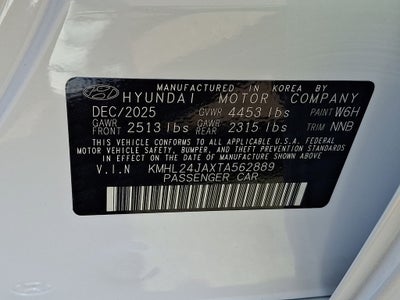 MANUFACTURED IN KOREA BY
HYUNDAI MOTOR COMPANY
DEC/2025 GVWR 4453 lbs PAINT W6H
GAWR FRONT 2513 lbs GAWR REAR 2315 lbs TRIM NNB
THIS VEHICLE CONFORMS TO ALL APPLICABLE U.S. FEDERAL
MOTOR VEHICLE SAFETY, BUMPER, AND THEFT PREVENTION STANDARDS
IN EFFECT ON THE DATE OF MANUFACTURE SHOWN ABOVE.
V.I.N KMHL24JAXTA562889
PASSENGER CAR